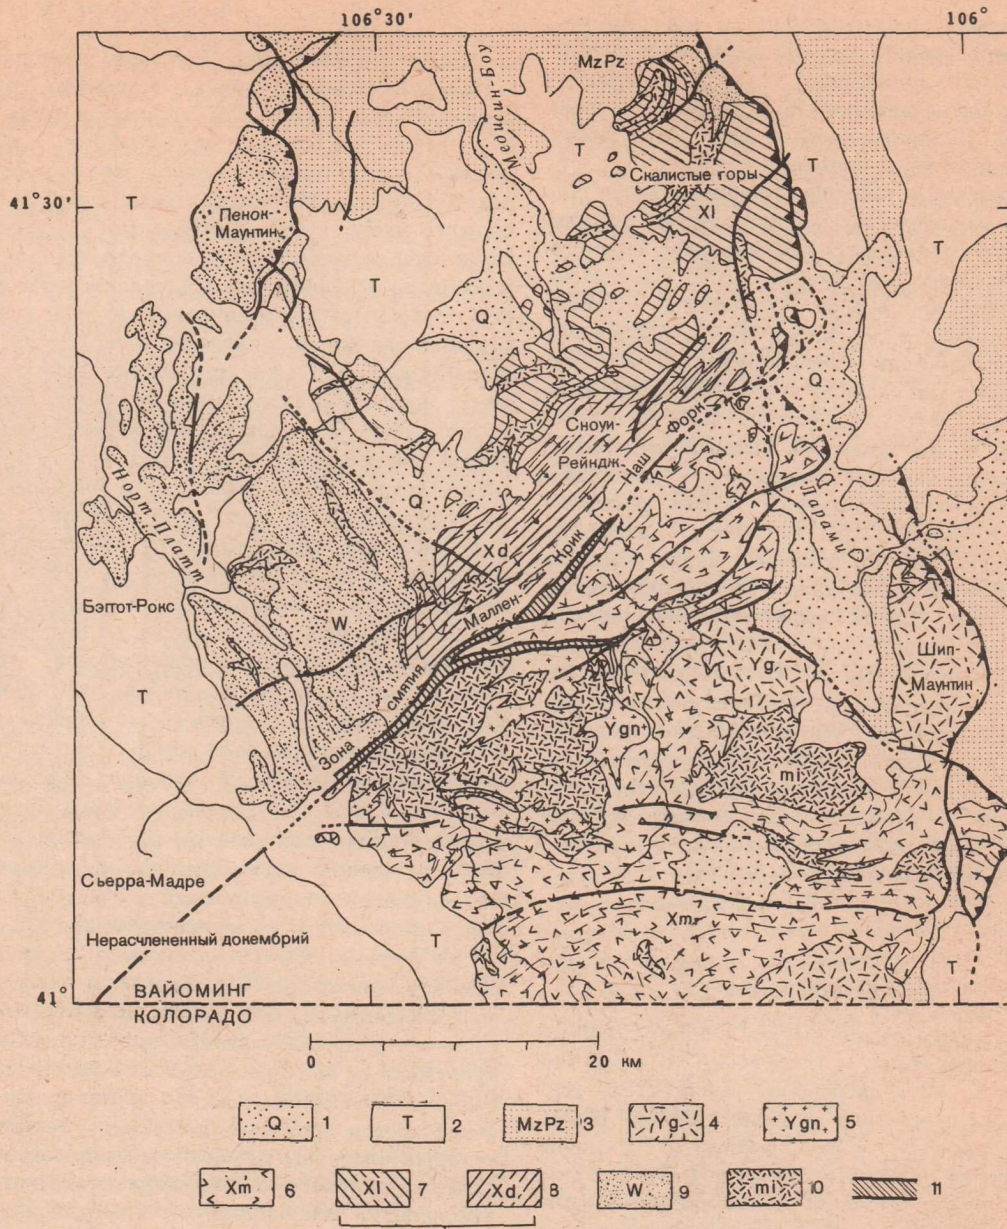 106°30'
106°
MzPz
Медисин-Боу
T
T
Скалистые горы
41°30'
T
Пенок-
Маунтин
Xl
T
T
Q
Сноуи
Рейндж
Форк
Наш
Q
Норт-Платт
Q
Ларами
Xd
Крик
Бэггот-Рокс
Маллен
W
смятия
Зона
Yg
Шип-
Маунтин
T
Ygn
mi
Сьерра-Мадре
Xm
Нерасчлененный докембрий
T
T
41°
ВАЙОМИНГ
КОЛОРАДО
0 20 км
Q 1 T 2 MzPz 3 Yg 4 Ygn 5
Xm 6 Xl 7 Xd 8 W 9 mi 10 11